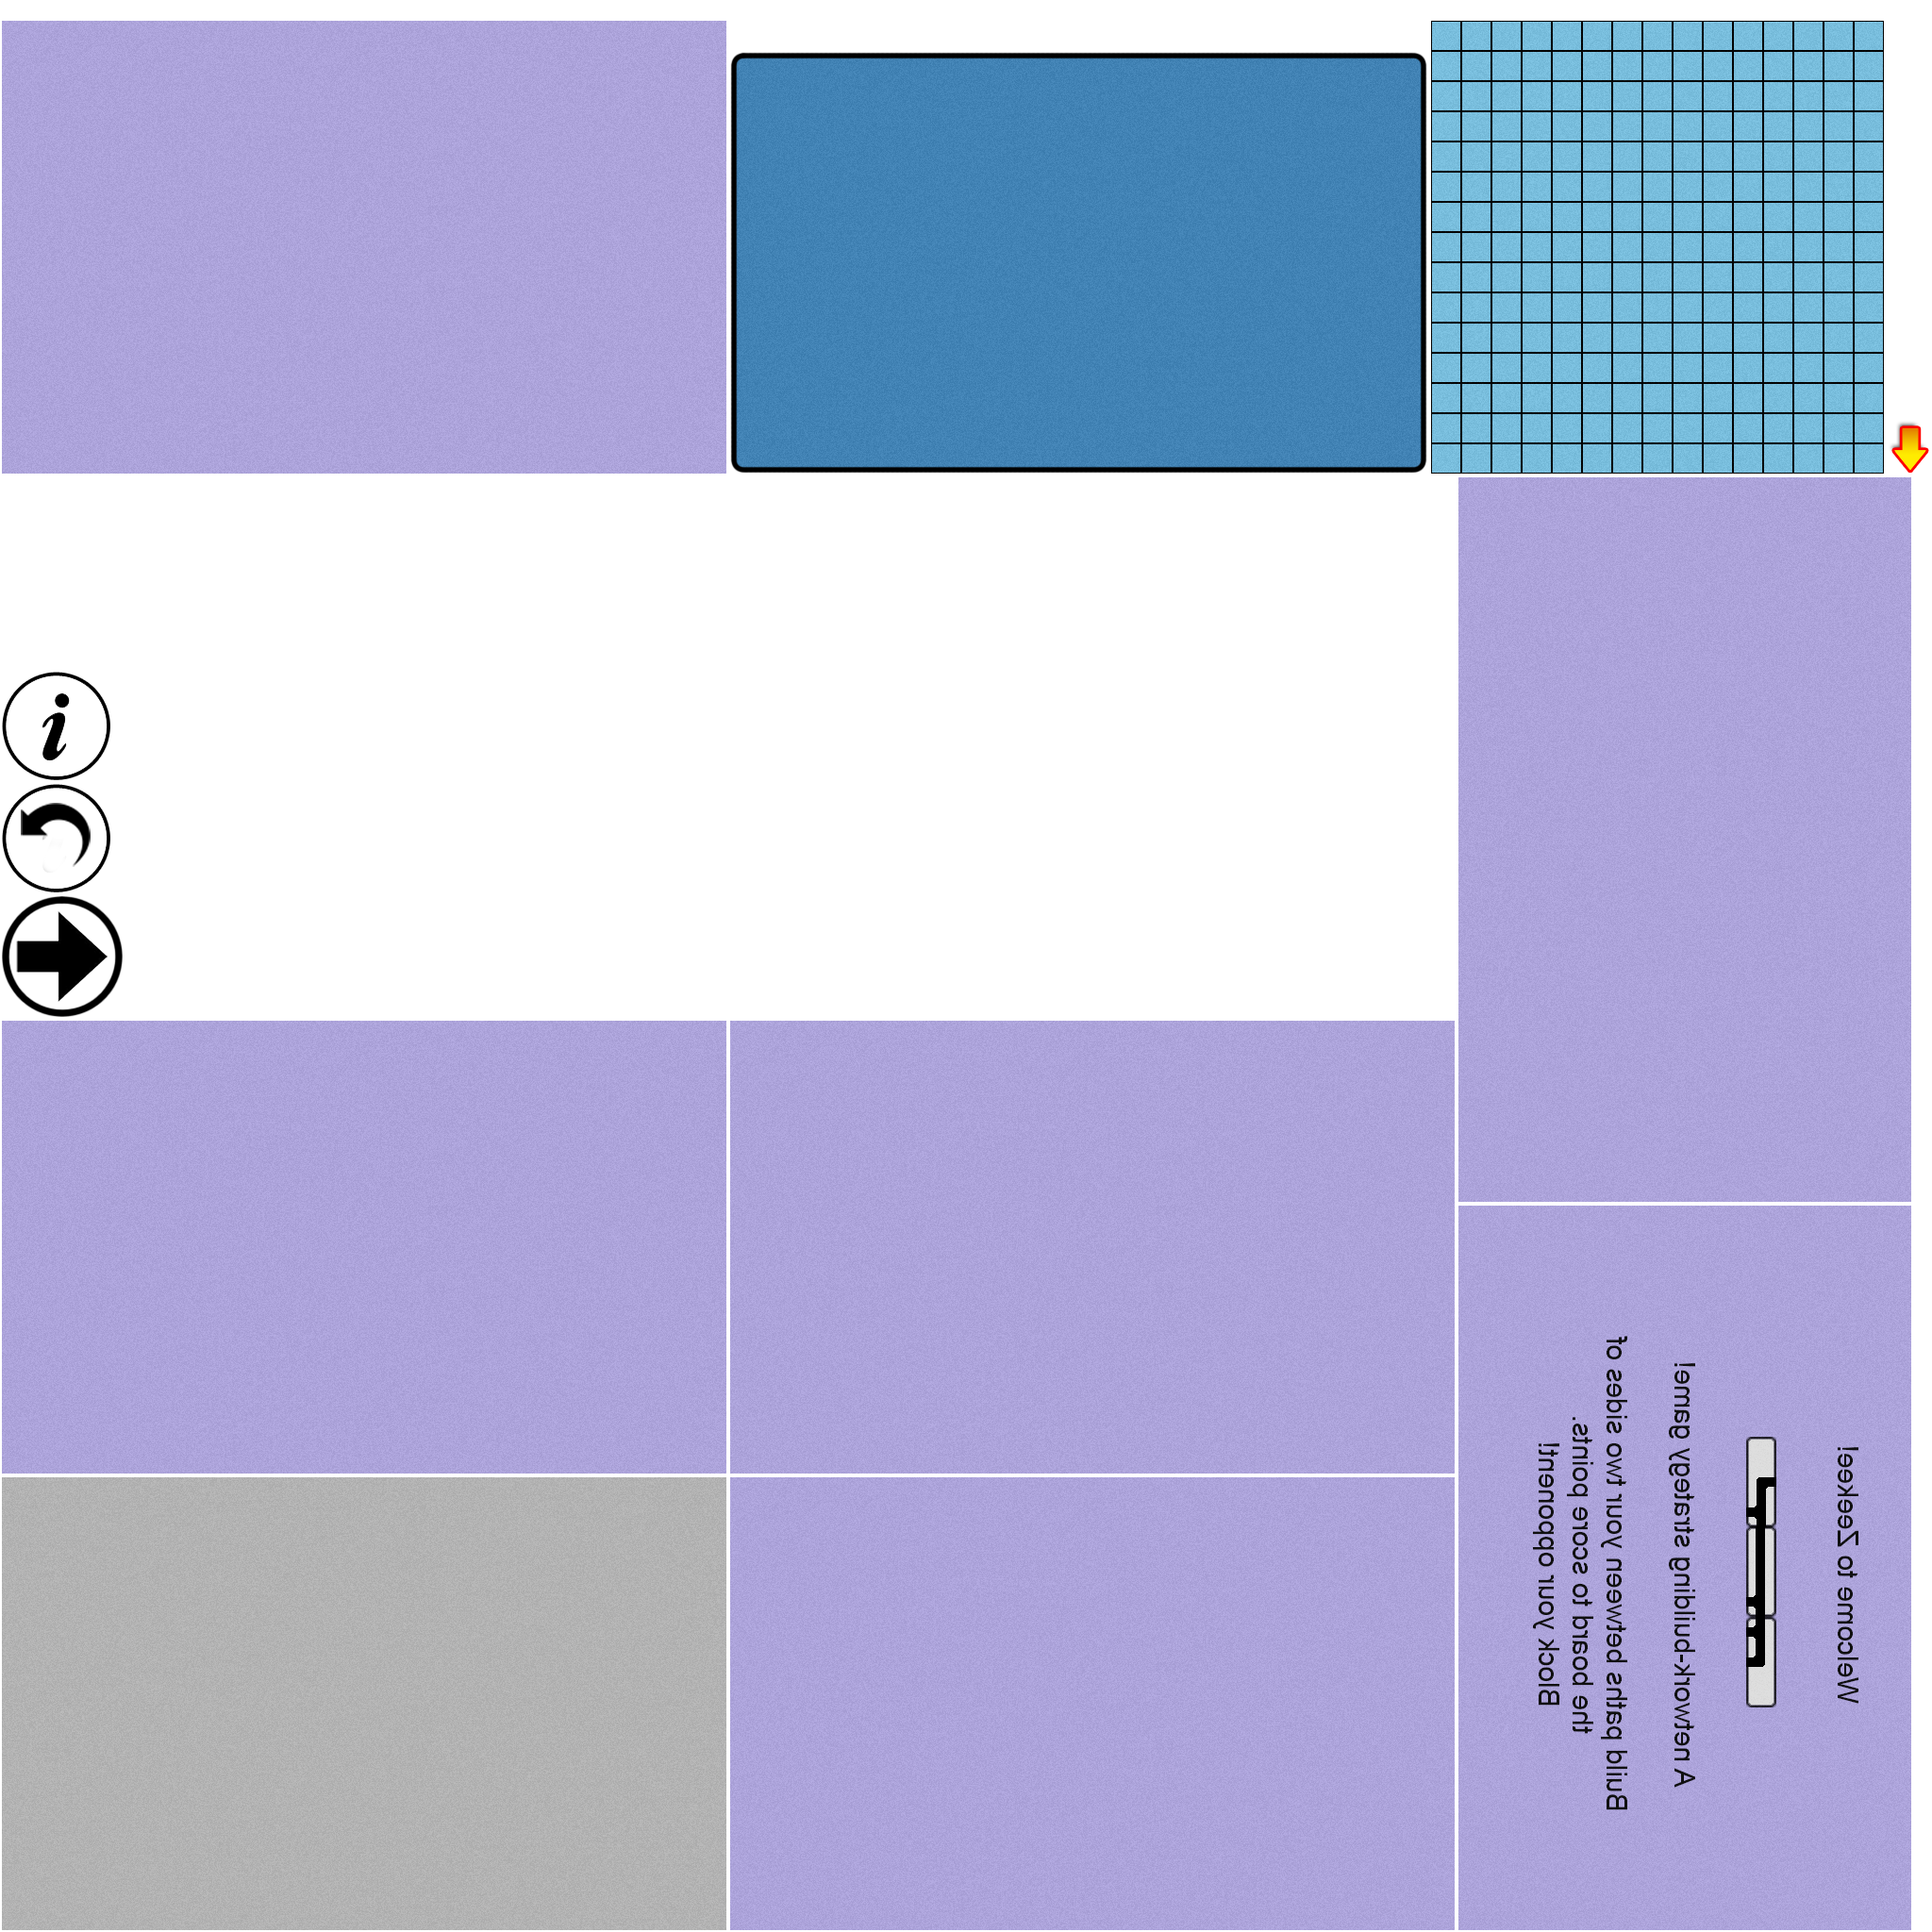 Welcome to Zeekee!
A network-building strategy game!
Build paths between your two sides of
the board to score points.
Block your opponent!
i